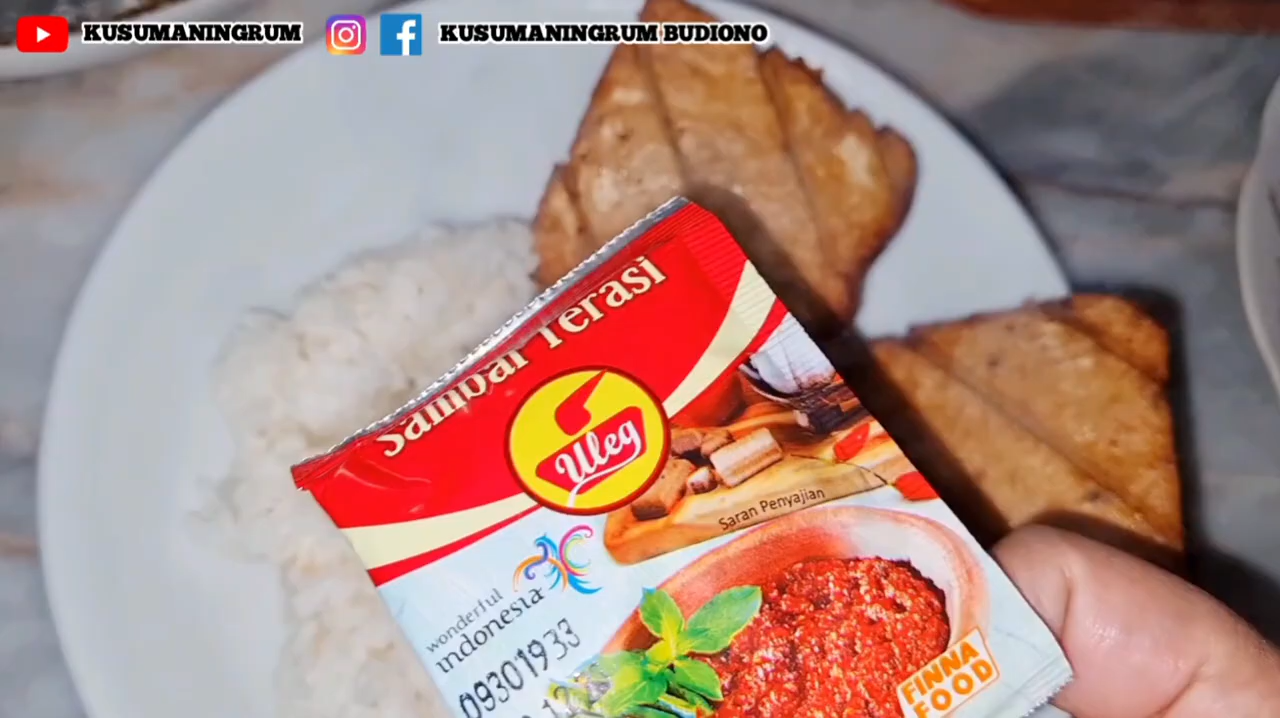 KUSUMANINGRUM
KUSUMANINGRUM BUDIONO
Sambal Terasi
Uleg
Saran Penyajian
wonderful
indonesia
09301933
FINNA
FOOD